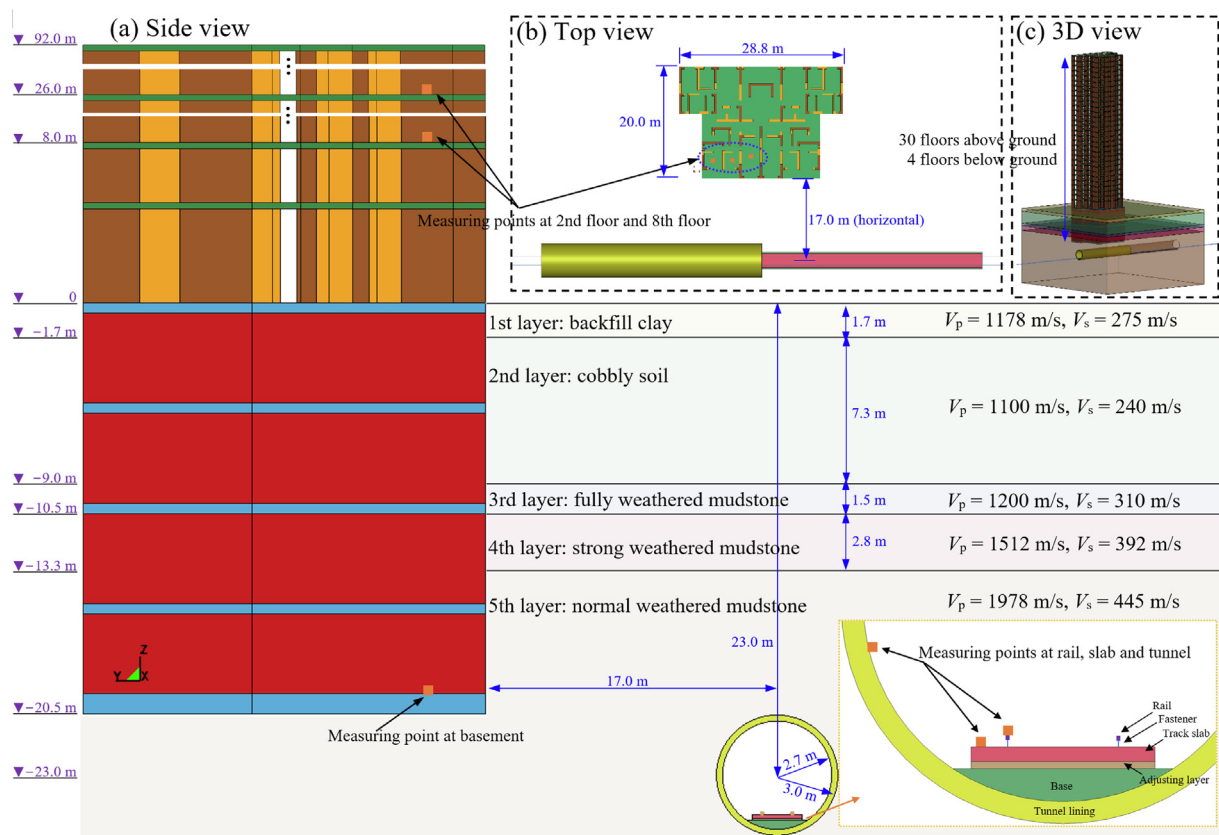 (a) Side view
(b) Top view
(c) 3D view
92.0 m
26.0 m
8.0 m
0
−1.7 m
−9.0 m
−10.5 m
−13.3 m
−20.5 m
−23.0 m
28.8 m
20.0 m
17.0 m (horizontal)
Measuring points at 2nd floor and 8th floor
30 floors above ground
4 floors below ground
1st layer: backfill clay
1.7 m
Vp = 1178 m/s, Vs = 275 m/s
2nd layer: cobbly soil
7.3 m
Vp = 1100 m/s, Vs = 240 m/s
3rd layer: fully weathered mudstone
1.5 m
Vp = 1200 m/s, Vs = 310 m/s
4th layer: strong weathered mudstone
2.8 m
Vp = 1512 m/s, Vs = 392 m/s
5th layer: normal weathered mudstone
Vp = 1978 m/s, Vs = 445 m/s
23.0 m
17.0 m
Z
Y
X
Measuring point at basement
2.7 m
3.0 m
Measuring points at rail, slab and tunnel
Rail
Fastener
Track slab
Adjusting layer
Base
Tunnel lining